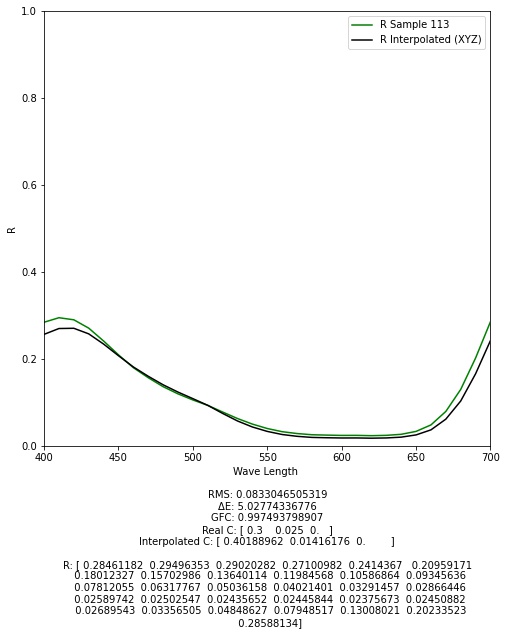 1.0
R Sample 113
R Interpolated (XYZ)
0.8
0.6
R
0.4
0.2
0.0
400 450 500 550 600 650 700
Wave Length
RMS: 0.0833046505319
ΔE: 5.02774336776
GFC: 0.997493798907
Real C: [ 0.3 0.025 0. ]
Interpolated C: [ 0.40188962 0.01416176 0. ]
R: [ 0.28461182 0.29496353 0.29020282 0.27100982 0.2414367 0.20959171
0.18012327 0.15702986 0.13640114 0.11984568 0.10586864 0.09345636
0.07812055 0.06317767 0.05036158 0.04021401 0.03291457 0.02866446
0.02589742 0.02502547 0.02435652 0.02445844 0.02375673 0.02450882
0.02689543 0.03356505 0.04848627 0.07948517 0.13008021 0.20233523
0.28588134]